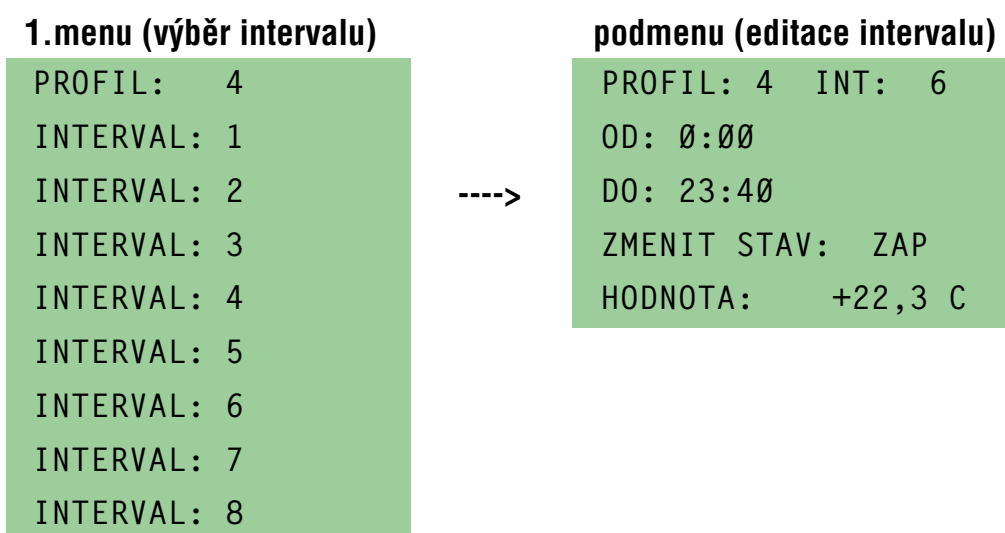 1.menu (výběr intervalu)
PROFIL: 4
INTERVAL: 1
INTERVAL: 2
INTERVAL: 3
INTERVAL: 4
INTERVAL: 5
INTERVAL: 6
INTERVAL: 7
INTERVAL: 8
---->
podmenu (editace intervalu)
PROFIL: 4 INT: 6
OD: 0:00
DO: 23:40
ZMENIT STAV: ZAP
HODNOTA: +22,3 C